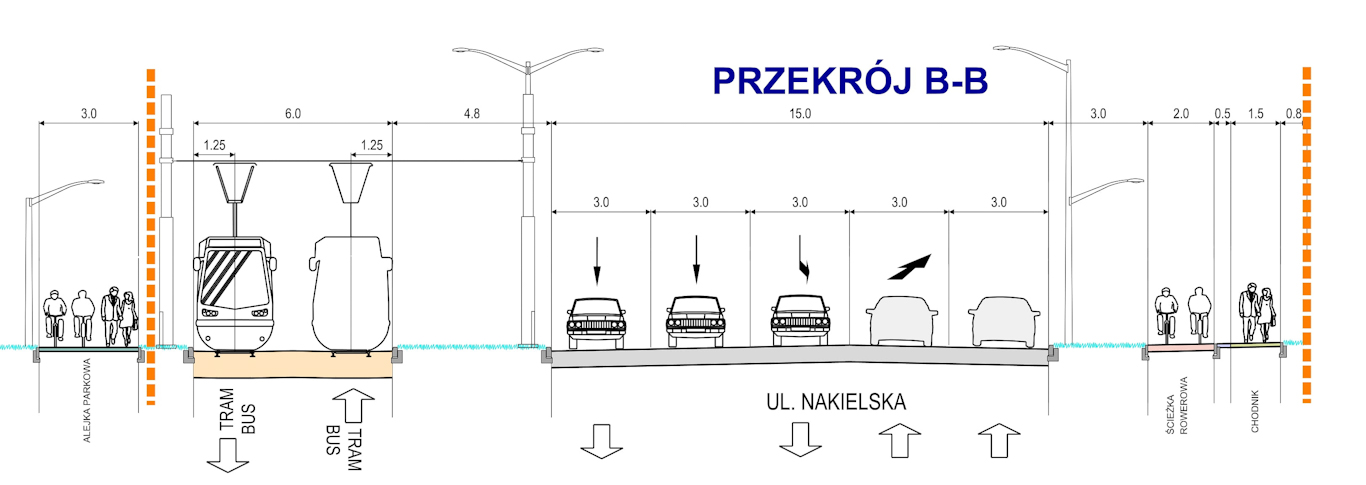 PRZEKRÓJ B-B
3.0
6.0
4.8
15.0
3.0
2.0
0.5
1.5
0.8
1.25
1.25
3.0
3.0
3.0
3.0
3.0
ALEJKA PARKOWA
TRAM
BUS
TRAM
BUS
UL. NAKIELSKA
ŚCIEŻKA
ROWEROWA
CHODNIK